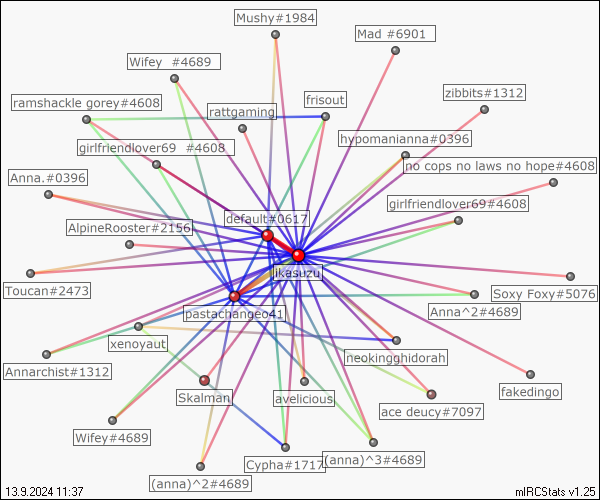 Mushy#1984
Mad #6901
Wifey #4689
zibbits#1312
ramshackle gorey#4608
frisout
rattgaming
hypomanianna#0396
girlfriendlover69 #4608
no cops no laws no hope#4608
Anna.#0396
girlfriendlover69#4608
default#0617
AlpineRooster#2156
jikasuzu
Toucan#2473
Soxy Foxy#5076
Anna^2#4689
lpastachangeo41
xenoyaut
neokingghidorah
Annarchist#1312
fakedingo
Skalman
avelicious
ace deucy#7097
Wifey#4689
(anna)^3#4689
Cypha#1717
(anna)^2#4689
13.9.2024 11:37
mIRCStats v1.25